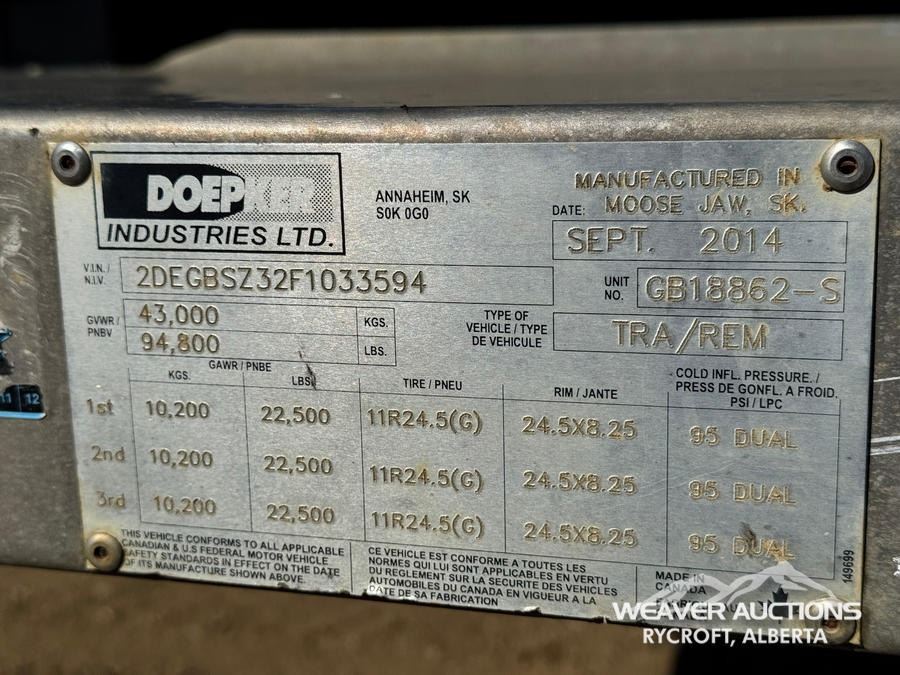 DOEPKER
INDUSTRIES LTD.
ANNAHEIM, SK
S0K 0G0
MANUFACTURED IN
MOOSE JAW, SK.
DATE:
SEPT. 2014
V.I.N./
N.I.V.
2DEGBSZ32F1033594
UNIT
NO.
GB18862-S
GVWR/
PNBV
43,000 KGS.
94,800 LBS.
TYPE OF
VEHICLE / TYPE
DE VEHICULE
TRA/REM
GAWR / PNBE
KGS. LBS. TIRE / PNEU RIM / JANTE
COLD INFL. PRESSURE. /
PRESS DE GONFL. A FROID.
PSI / LPC
1st 10,200 22,500 11R24.5(G) 24.5X8.25 95 DUAL
2nd 10,200 22,500 11R24.5(G) 24.5X8.25 95 DUAL
3rd 10,200 22,500 11R24.5(G) 24.5X8.25 95 DUAL
THIS VEHICLE CONFORMS TO ALL APPLICABLE
CANADIAN & U.S FEDERAL MOTOR VEHICLE
SAFETY STANDARDS IN EFFECT ON THE DATE
OF ITS MANUFACTURE SHOWN ABOVE.
CE VEHICULE EST CONFORME A TOUTES LES
NORMES QUI LUI SONT APPLICABLES EN VERTU
DU REGLEMENT SUR LA SECURITE DES VEHICLES
AUTOMOBILES DU CANADA EN VIGUEUR A LA
DATE DE SA FABRICATION
MADE IN
CANADA
149699
11 12
WEAVER AUCTIONS
RYCROFT, ALBERTA